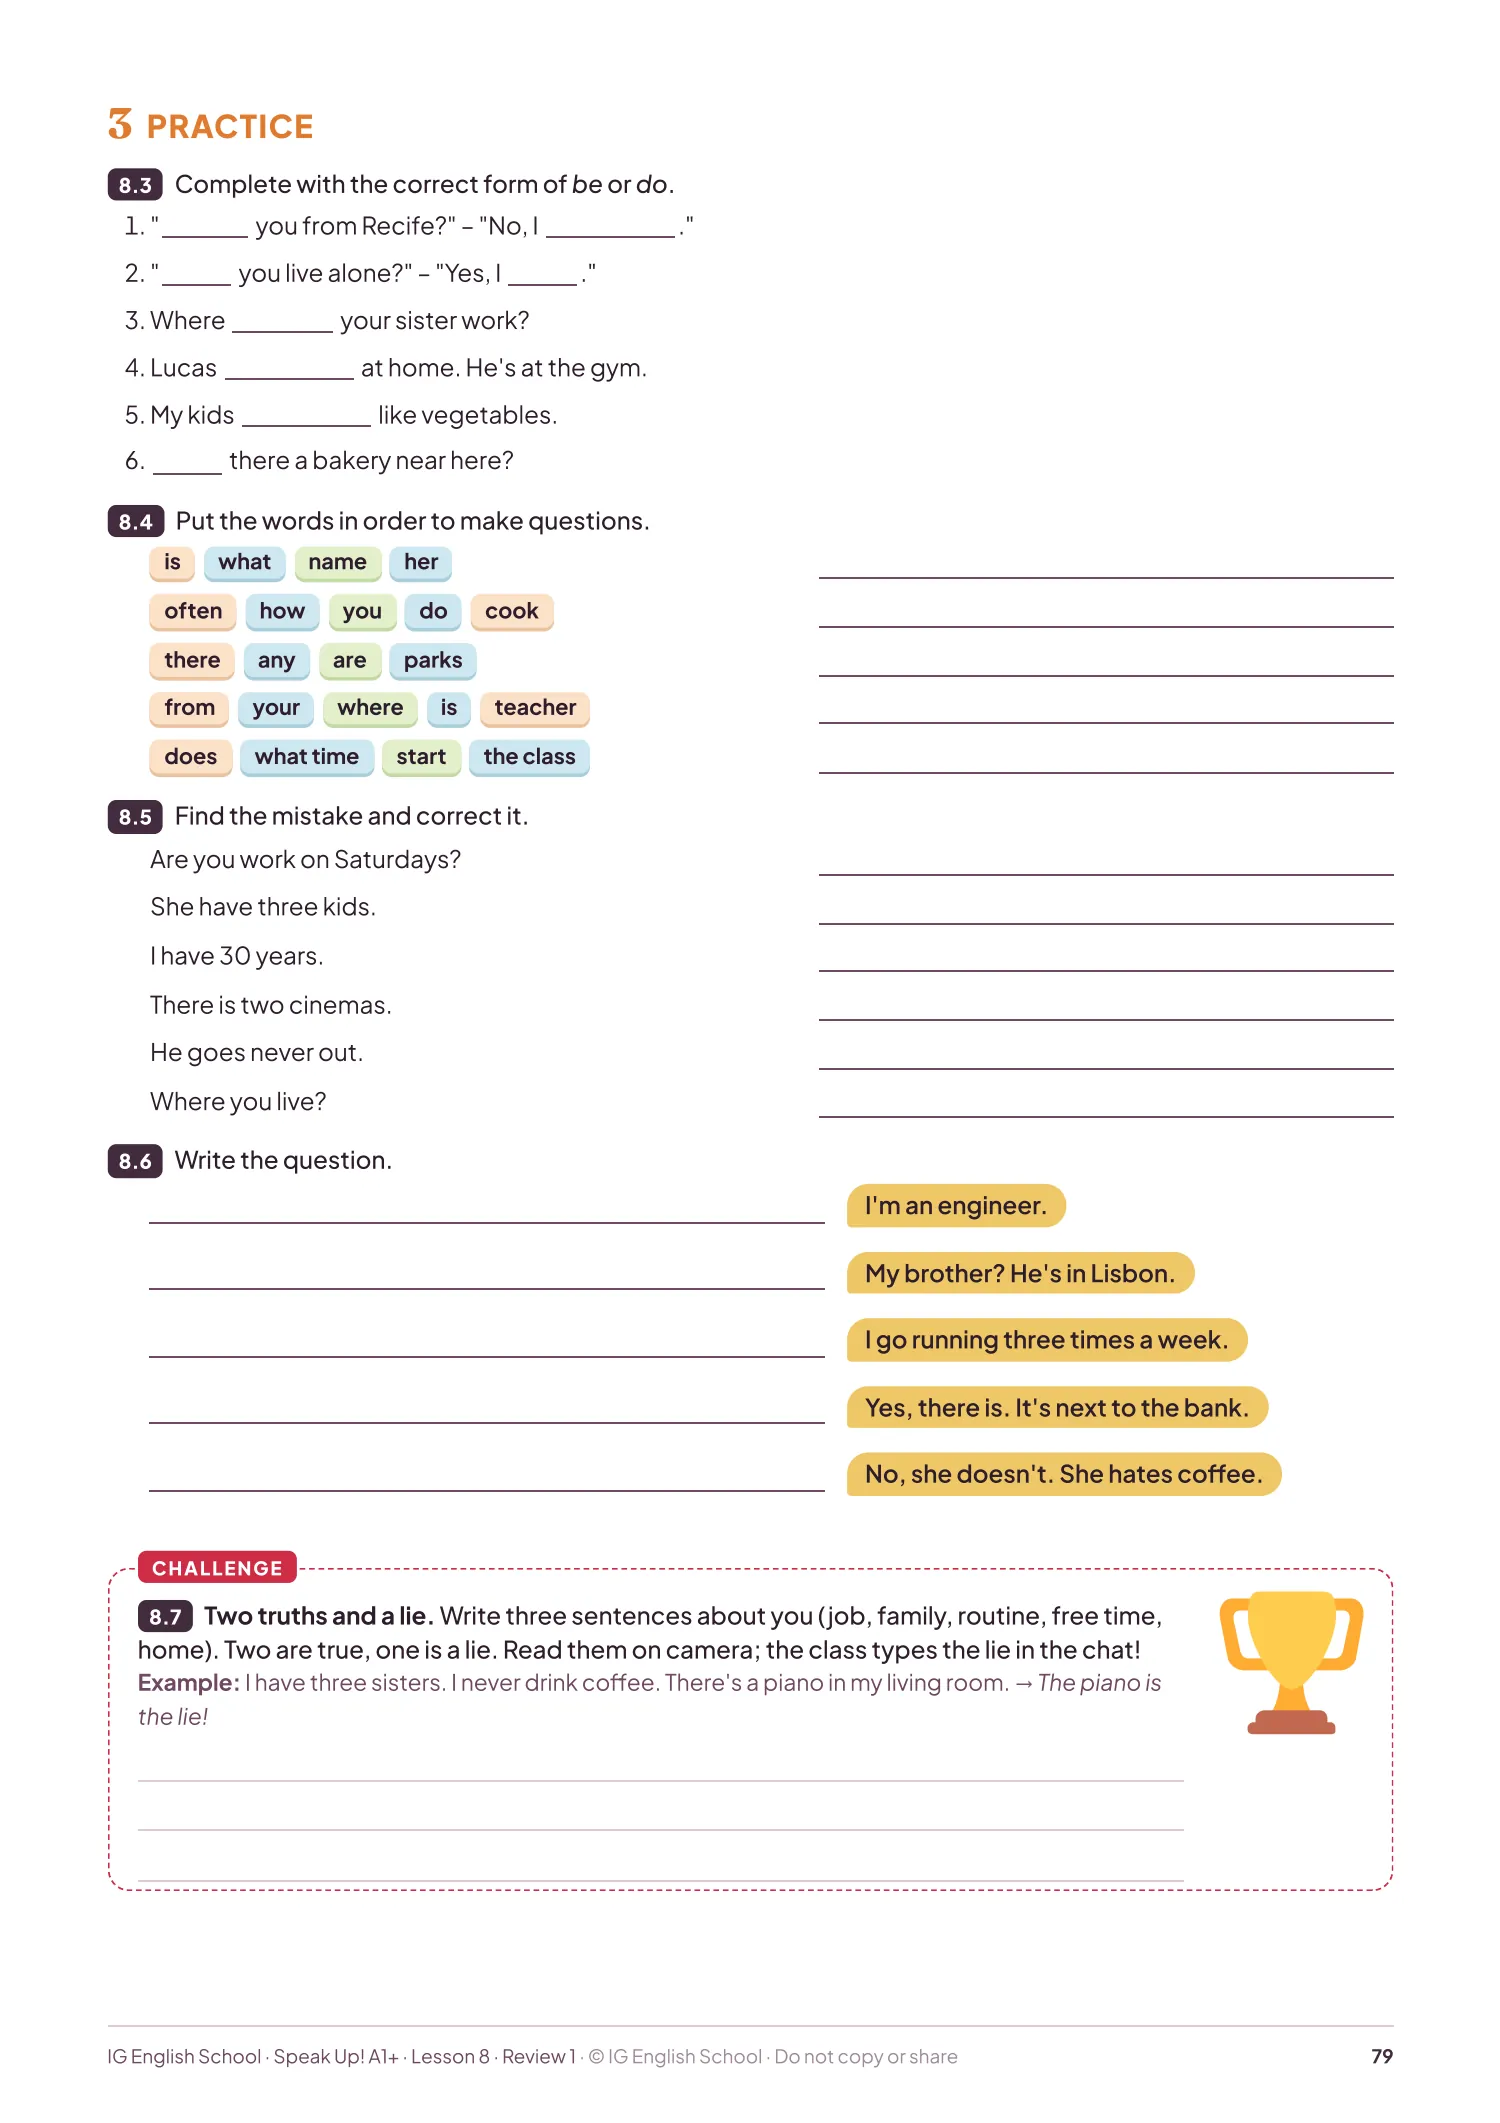 3 PRACTICE
8.3 Complete with the correct form of be or do.
1. "______ you from Recife?" – "No, I _________."
2. "_____ you live alone?" – "Yes, I _____."
3. Where _______ your sister work?
4. Lucas _________ at home. He's at the gym.
5. My kids _________ like vegetables.
6. _____ there a bakery near here?
8.4 Put the words in order to make questions.
is what name her
often how you do cook
there any are parks
from your where is teacher
does what time start the class
8.5 Find the mistake and correct it.
Are you work on Saturdays?
She have three kids.
I have 30 years.
There is two cinemas.
He goes never out.
Where you live?
8.6 Write the question.
I'm an engineer.
My brother? He's in Lisbon.
I go running three times a week.
Yes, there is. It's next to the bank.
No, she doesn't. She hates coffee.
CHALLENGE
8.7 Two truths and a lie. Write three sentences about you (job, family, routine, free time,
home). Two are true, one is a lie. Read them on camera; the class types the lie in the chat!
Example: I have three sisters. I never drink coffee. There's a piano in my living room. → The piano is
the lie!
IG English School · Speak Up! A1+ · Lesson 8 · Review 1 · © IG English School · Do not copy or share 79